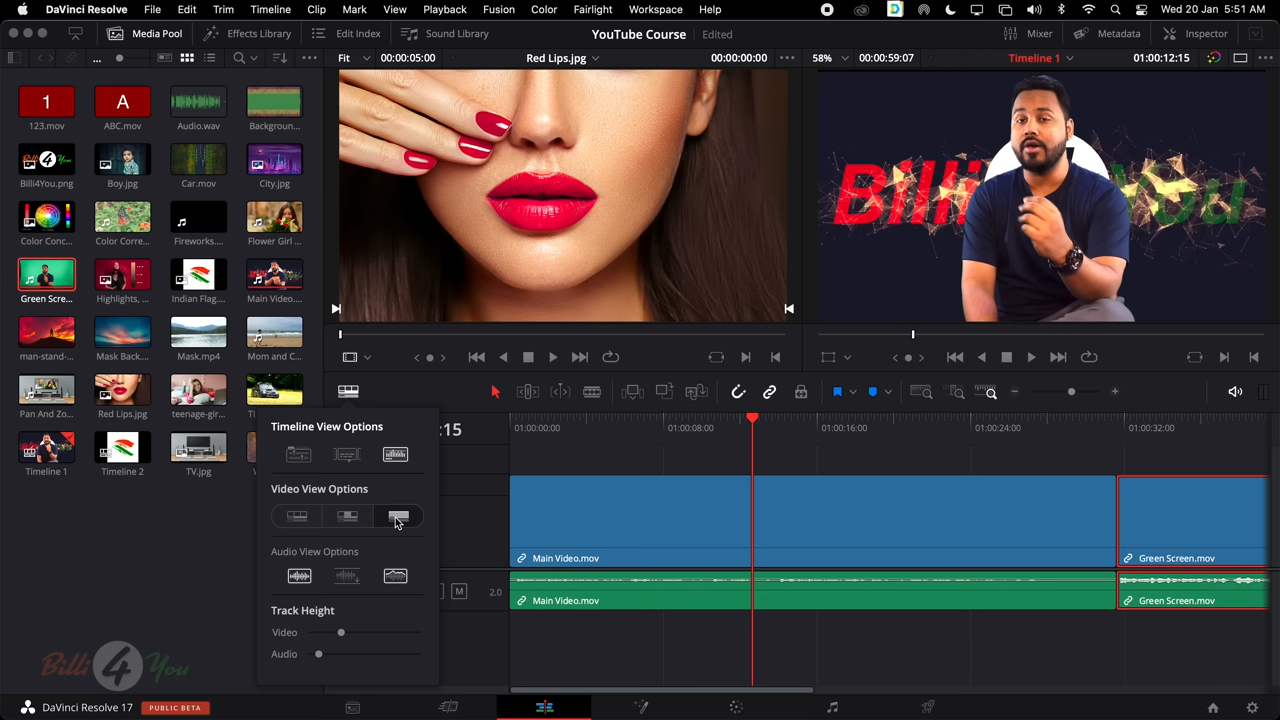 DaVinci Resolve File Edit Trim Timeline Clip Mark View Playback Fusion Color Fairlight Workspace Help Wed 20 Jan 5:51 AM
Media Pool Effects Library Edit Index Sound Library YouTube Course Edited Mixer Metadata Inspector
... Fit 00:00:05:00 Red Lips.jpg 00:00:00:00 58% 00:00:59:07 Timeline 1 01:00:12:15
1 A
123.mov ABC.mov Audio.wav Backgroun...
Billi 4 You
Billi4You.png Boy.jpg Car.mov City.jpg
Color Conc... Color Corre... Fireworks.... Flower Girl ...
Green Scre... Highlights, ... Indian Flag.... Main Video....
man-stand-... Mask Back.... Mask.mp4 Mom and C...
Pan And Zo... Red Lips.jpg teenage-gir...
Timeline 1 Timeline 2 TV.jpg
Billi You
Timeline View Options
Video View Options
Audio View Options
Track Height
Video
Audio
:15
01:00:00:00 01:00:08:00 01:00:16:00 01:00:24:00 01:00:32:00
Main Video.mov Green Screen.mov
M 2.0
Main Video.mov Green Screen.mov
Billi 4 You
DaVinci Resolve 17 PUBLIC BETA